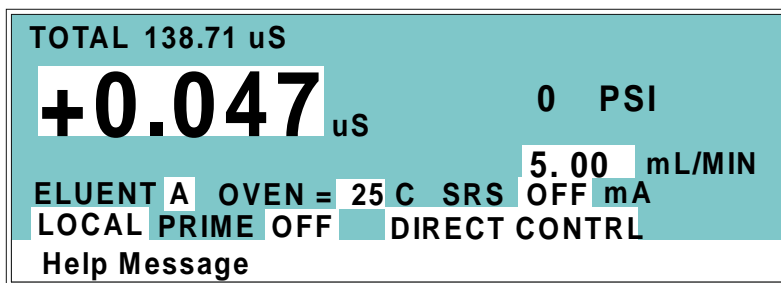 TOTAL 138.71 uS
+0.047 uS 0 PSI
5.00 mL/MIN
ELUENT A OVEN = 25 C SRS OFF mA
LOCAL PRIME OFF DIRECT CONTRL
Help Message